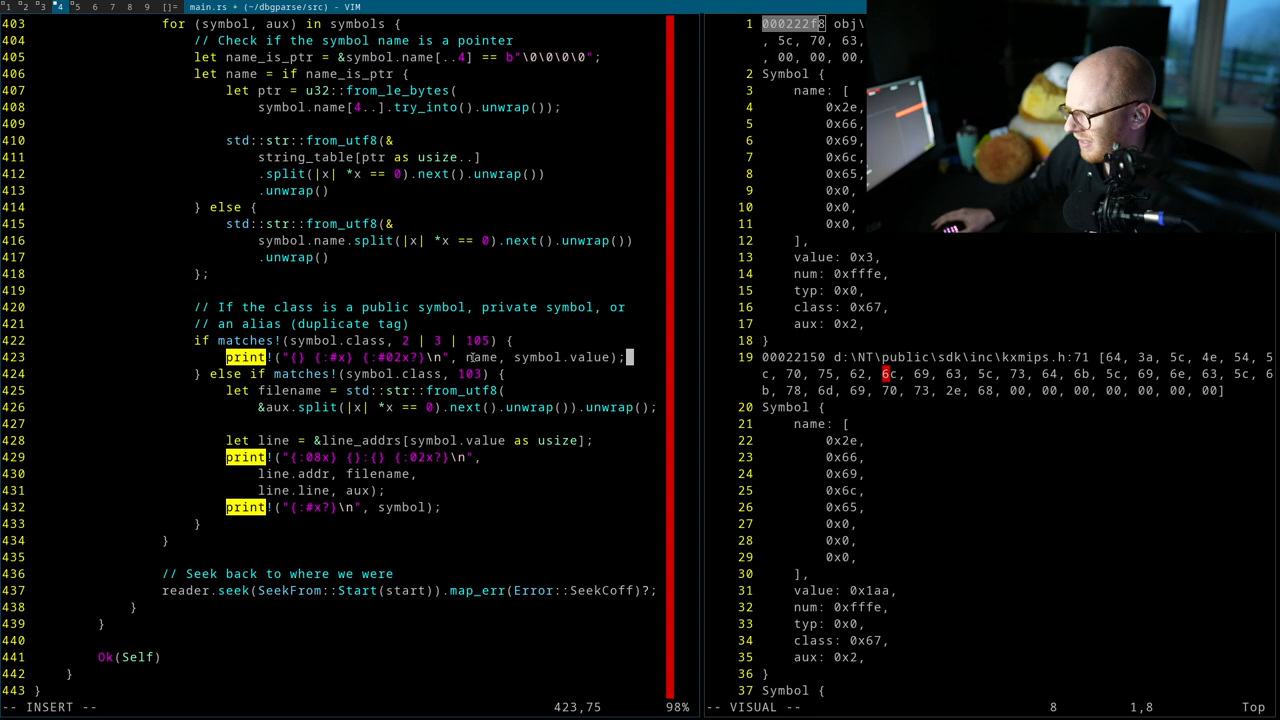 1 2 3 4 5 6 7 8 9 []= main.rs + (~/dbgparse/src) - VIM
403 for (symbol, aux) in symbols {
404 // Check if the symbol name is a pointer
405 let name_is_ptr = &symbol.name[..4] == b"\0\0\0\0";
406 let name = if name_is_ptr {
407 let ptr = u32::from_le_bytes(
408 symbol.name[4..].try_into().unwrap());
409
410 std::str::from_utf8(&
411 string_table[ptr as usize..]
412 .split(|x| *x == 0).next().unwrap())
413 .unwrap()
414 } else {
415 std::str::from_utf8(&
416 symbol.name.split(|x| *x == 0).next().unwrap())
417 .unwrap()
418 };
419
420 // If the class is a public symbol, private symbol, or
421 // an alias (duplicate tag)
422 if matches!(symbol.class, 2 | 3 | 105) {
423 print!("{} {:#x} {:#02x?}\n", name, symbol.value);
424 } else if matches!(symbol.class, 103) {
425 let filename = std::str::from_utf8(
426 &aux.split(|x| *x == 0).next().unwrap()).unwrap();
427
428 let line = &line_addrs[symbol.value as usize];
429 print!("{:08x} {}:{} {:02x?}\n",
430 line.addr, filename,
431 line.line, aux);
432 print!("{:#x?}\n", symbol);
433 }
434 }
435
436 // Seek back to where we were
437 reader.seek(SeekFrom::Start(start)).map_err(Error::SeekCoff)?;
438 }
439 }
440
441 Ok(Self)
442 }
443 }
-- INSERT -- 423,75 98%
1 000222f8 obj\
, 5c, 70, 63,
, 00, 00, 00,
2 Symbol {
3 name: [
4 0x2e,
5 0x66,
6 0x69,
7 0x6c,
8 0x65,
9 0x0,
10 0x0,
11 0x0,
12 ],
13 value: 0x3,
14 num: 0xfffe,
15 typ: 0x0,
16 class: 0x67,
17 aux: 0x2,
18 }
19 00022150 d:\NT\public\sdk\inc\kxmips.h:71 [64, 3a, 5c, 4e, 54, 5
c, 70, 75, 62, 6c, 69, 63, 5c, 73, 64, 6b, 5c, 69, 6e, 63, 5c, 6
b, 78, 6d, 69, 70, 73, 2e, 68, 00, 00, 00, 00, 00, 00, 00]
20 Symbol {
21 name: [
22 0x2e,
23 0x66,
24 0x69,
25 0x6c,
26 0x65,
27 0x0,
28 0x0,
29 0x0,
30 ],
31 value: 0x1aa,
32 num: 0xfffe,
33 typ: 0x0,
34 class: 0x67,
35 aux: 0x2,
36 }
37 Symbol {
-- VISUAL -- 8 1,8 Top